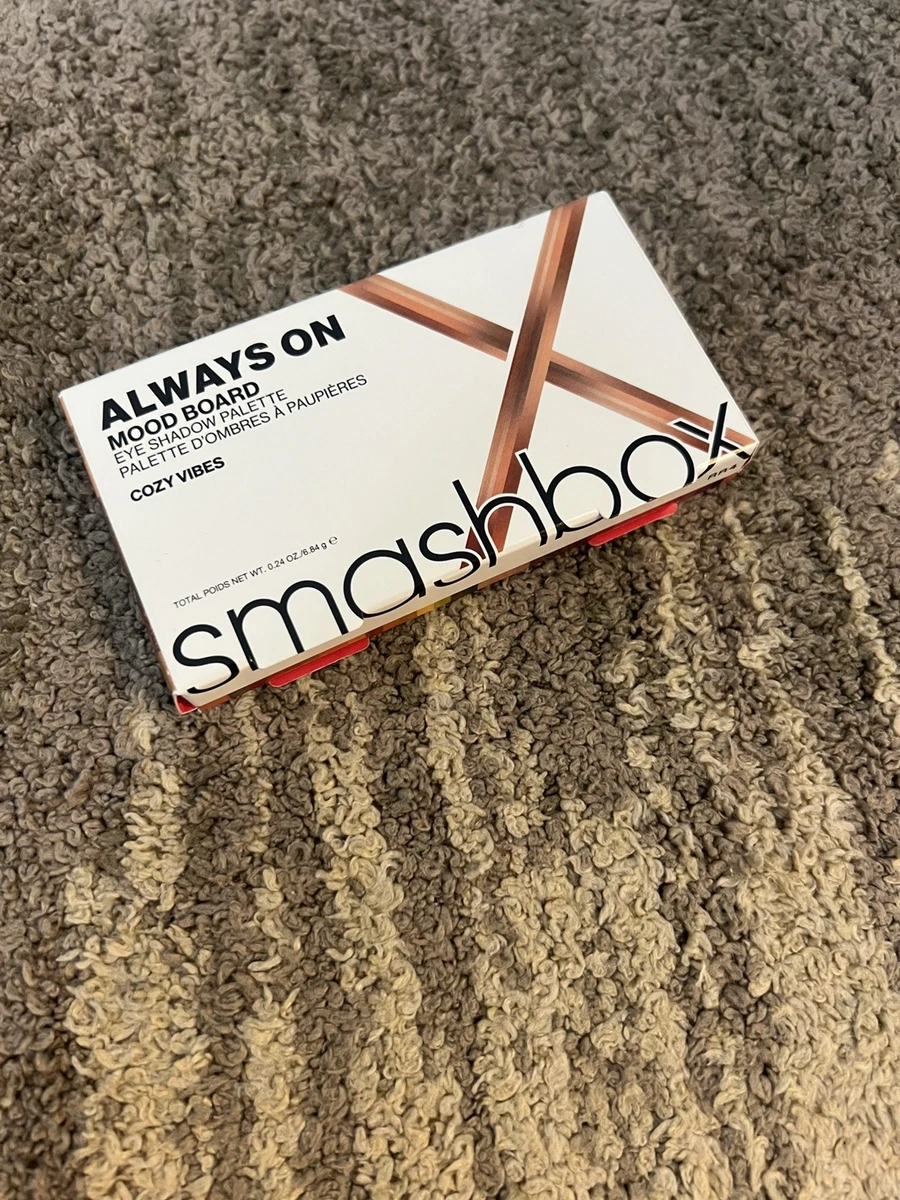 ALWAYS ON
MOOD BOARD
EYE SHADOW PALETTE
PALETTE D'OMBRES À PAUPIÈRES
COZY VIBES
TOTAL POIDS NET WT. 0.24 OZ./6.84 g ℮
smashbox